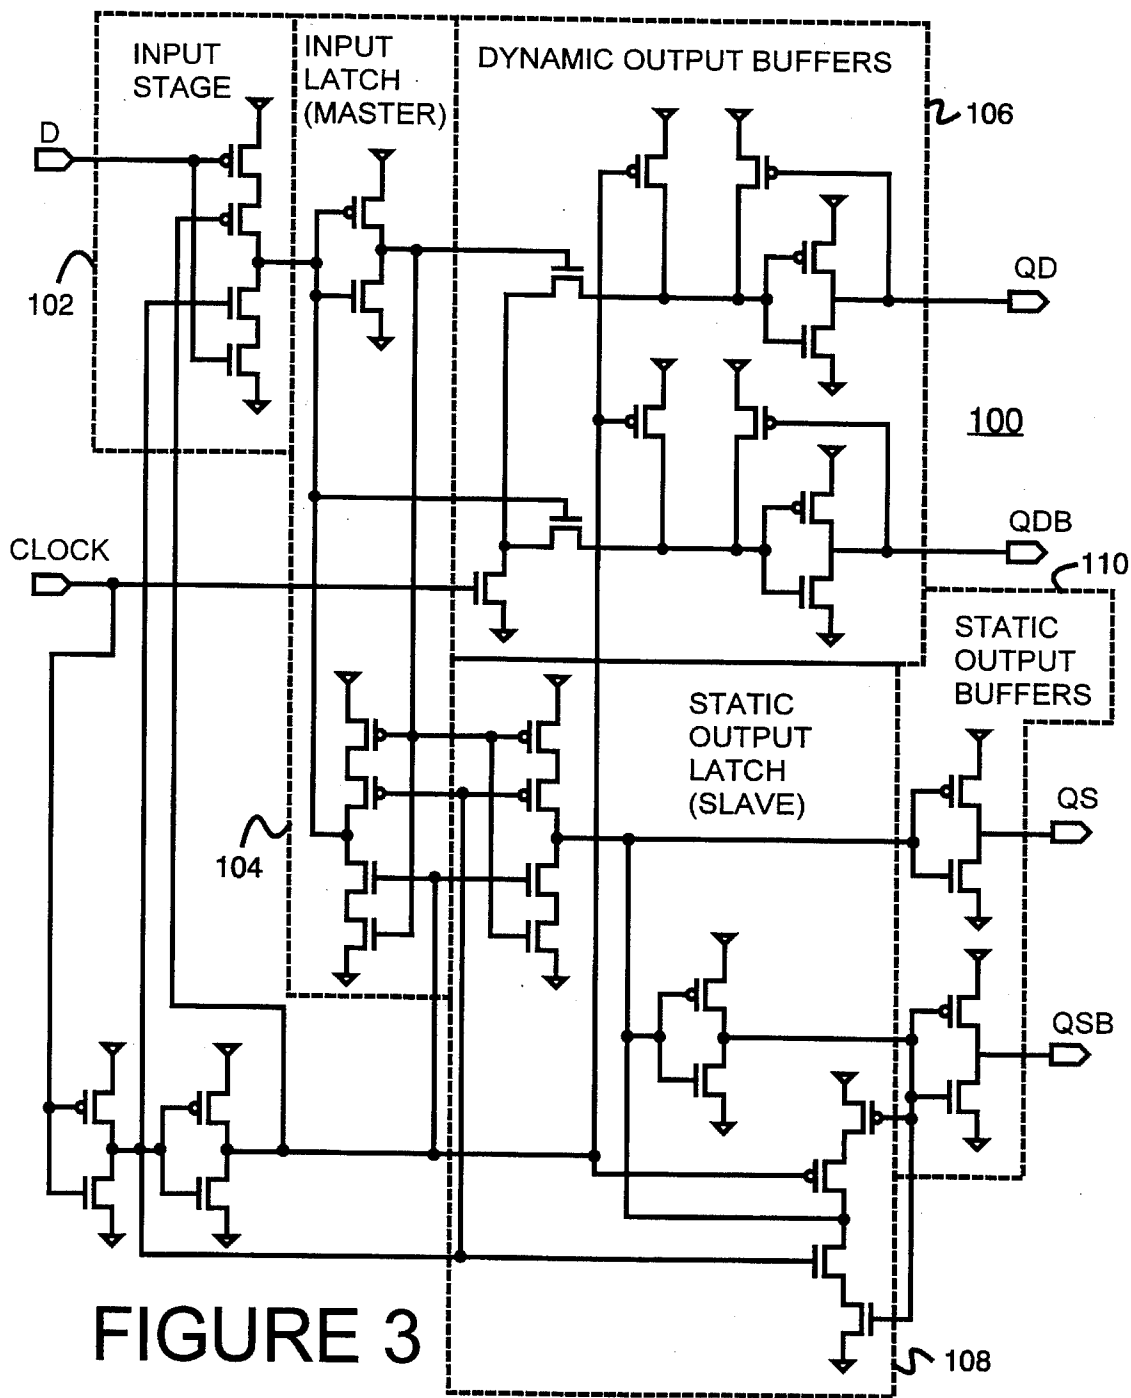 INPUT
STAGE
INPUT
LATCH
(MASTER)
DYNAMIC OUTPUT BUFFERS
106
D
102
QD
100
QDB
CLOCK
110
STATIC
OUTPUT
BUFFERS
STATIC
OUTPUT
LATCH
(SLAVE)
QS
104
QSB
FIGURE 3
108